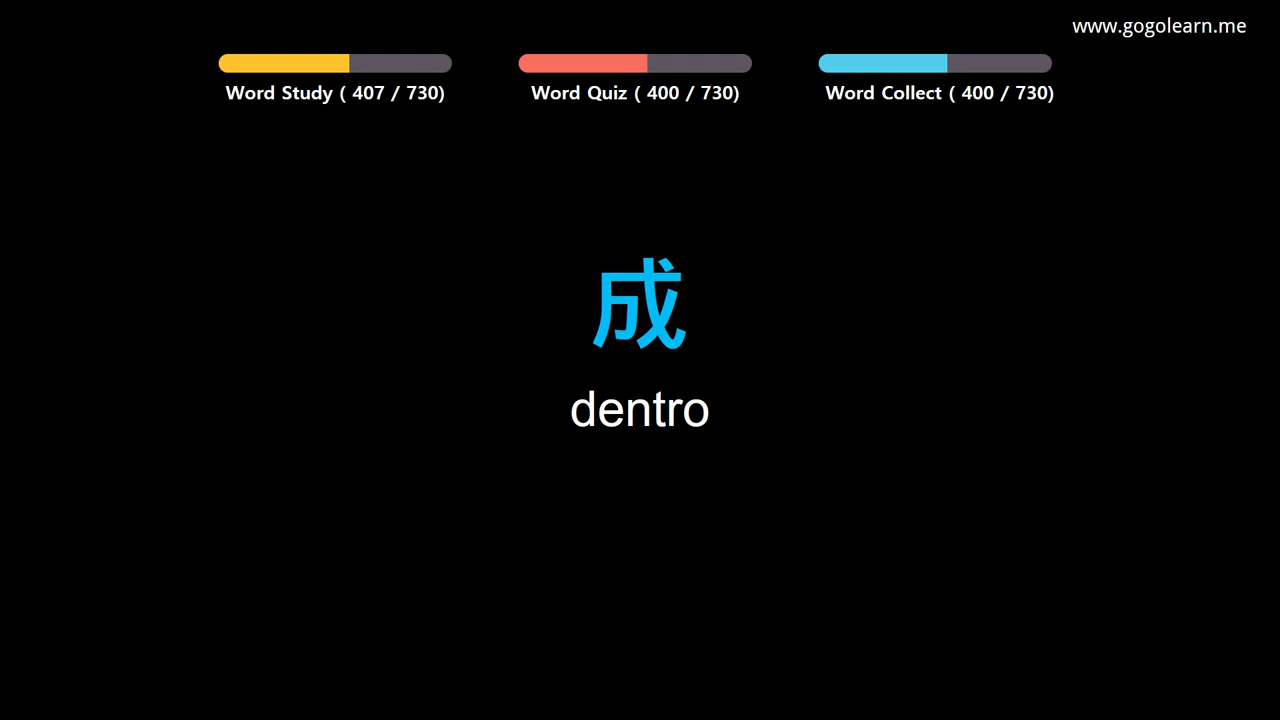 www.gogolearn.me
Word Study ( 407 / 730)
Word Quiz ( 400 / 730)
Word Collect ( 400 / 730)
成
dentro